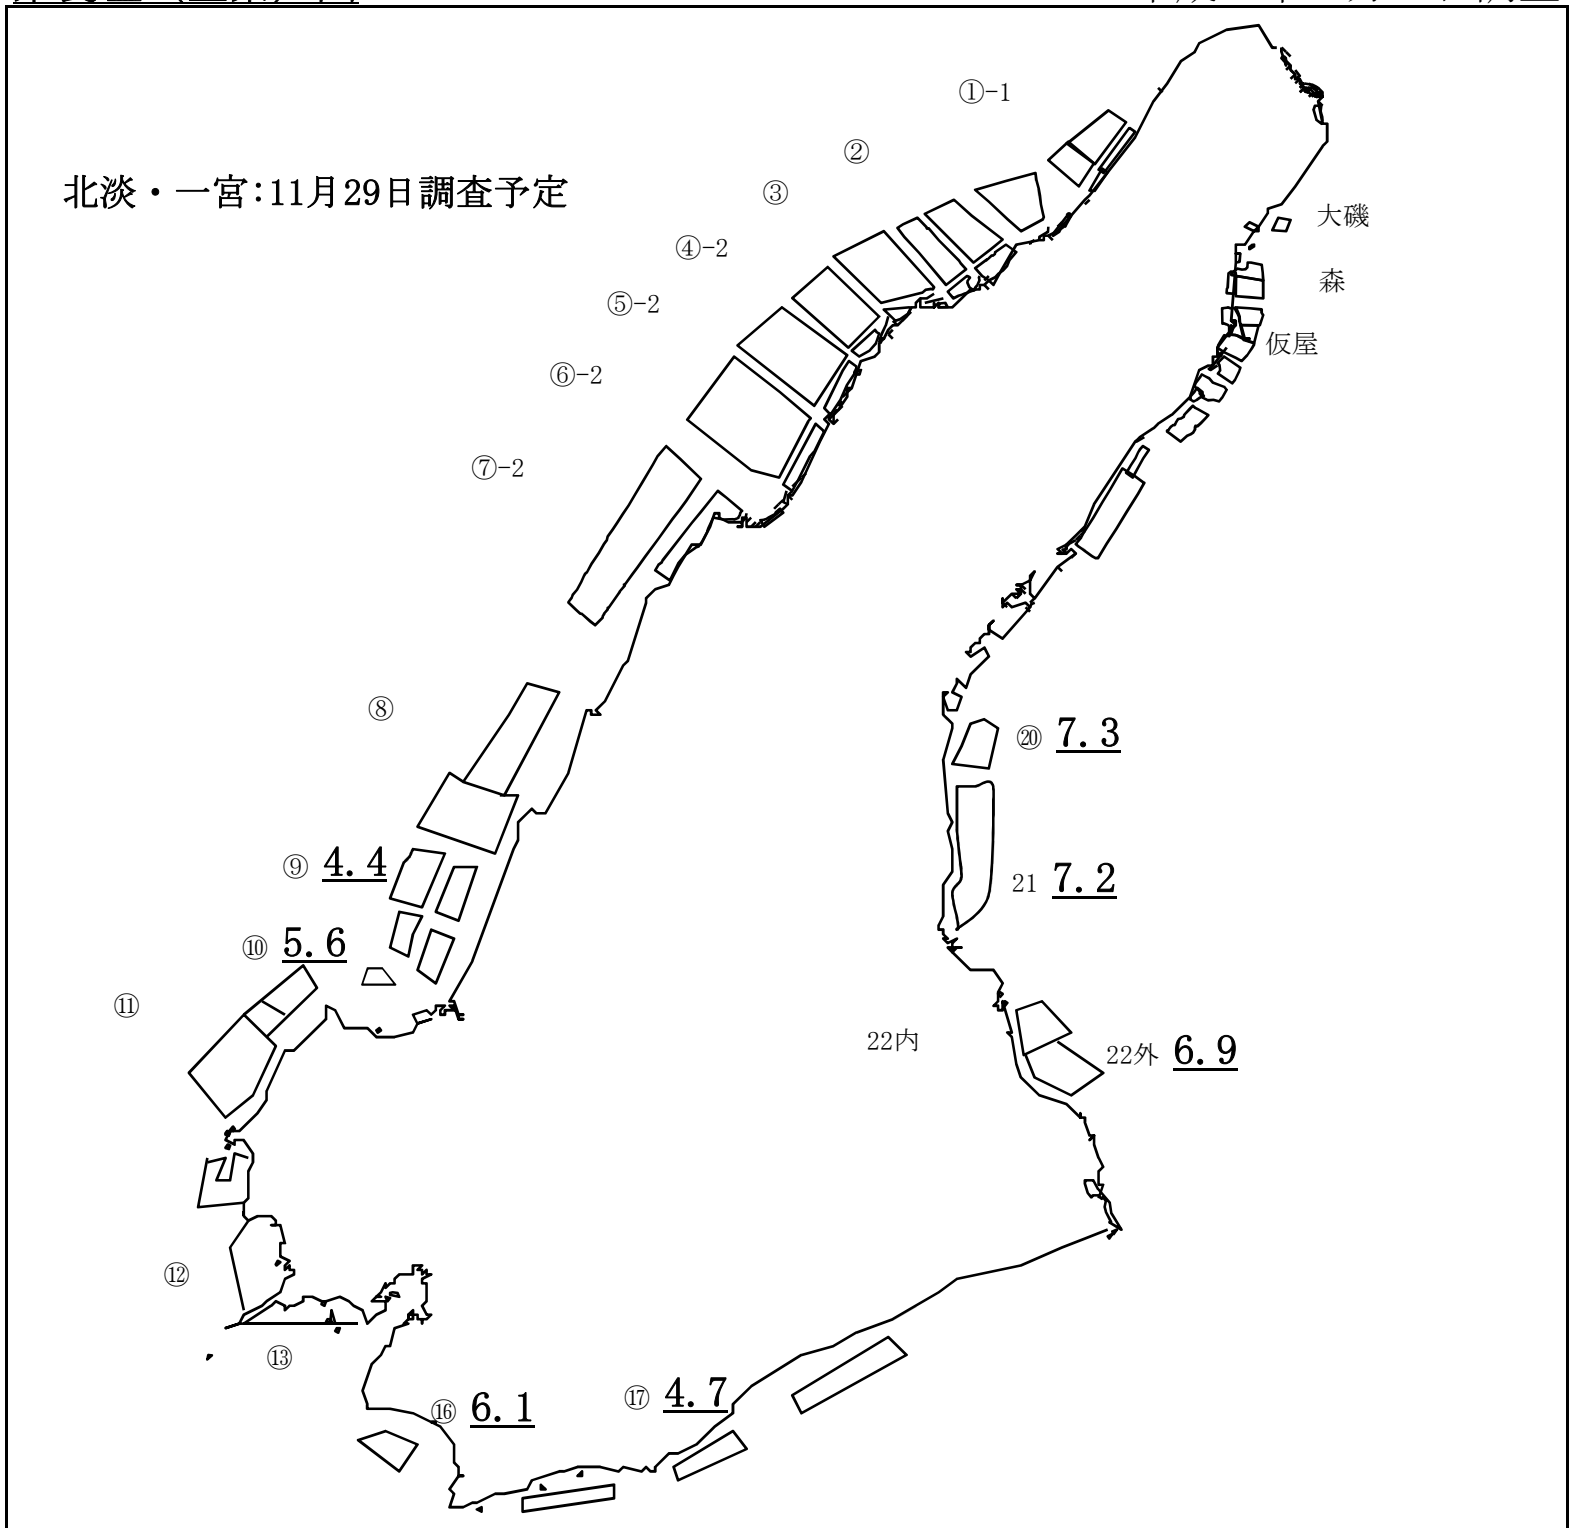 ①-1
②
北淡・一宮:11月29日調査予定
③
大磯
④-2
森
⑤-2
仮屋
⑥-2
⑦-2
⑧
⑳ 7.3
⑨ 4.4
21 7.2
⑩ 5.6
⑪
22内
22外 6.9
⑫
⑬
⑯ 6.1
⑰ 4.7